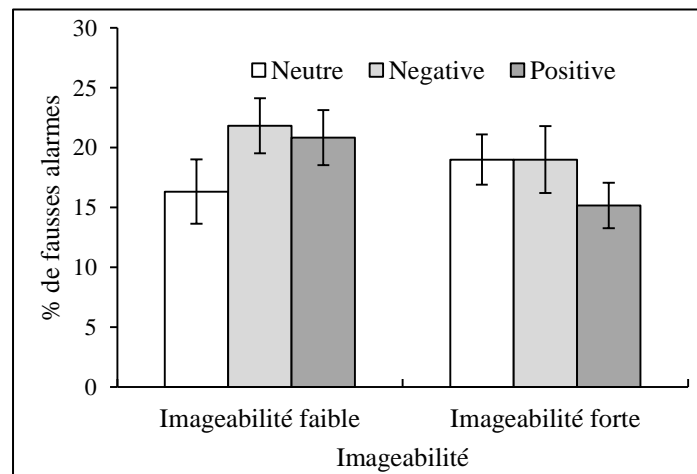 30
25
20
15
10
5
0
% de fausses alarmes
Neutre Negative Positive
Imageabilité faible Imageabilité forte
Imageabilité